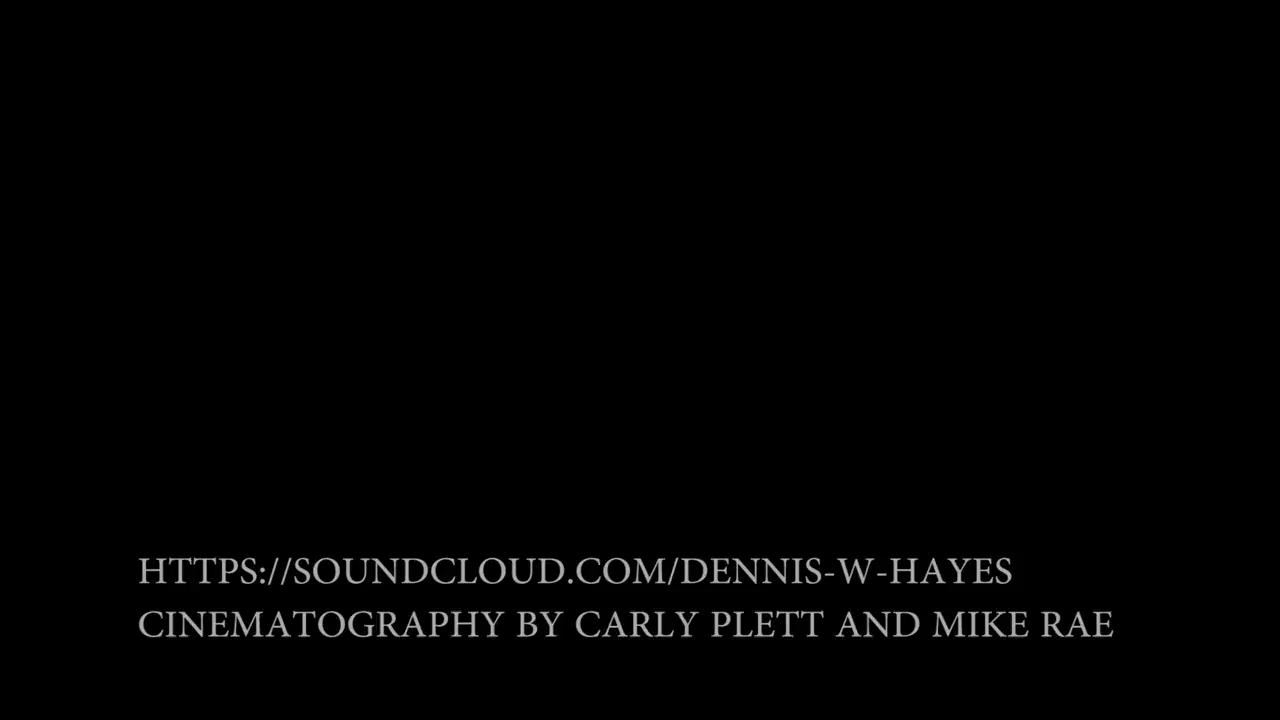 HTTPS://SOUNDCLOUD.COM/DENNIS-W-HAYES
CINEMATOGRAPHY BY CARLY PLETT AND MIKE RAE